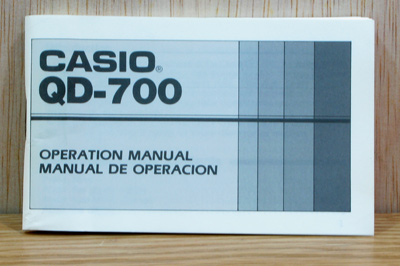 CASIO®
QD-700
OPERATION MANUAL
MANUAL DE OPERACION